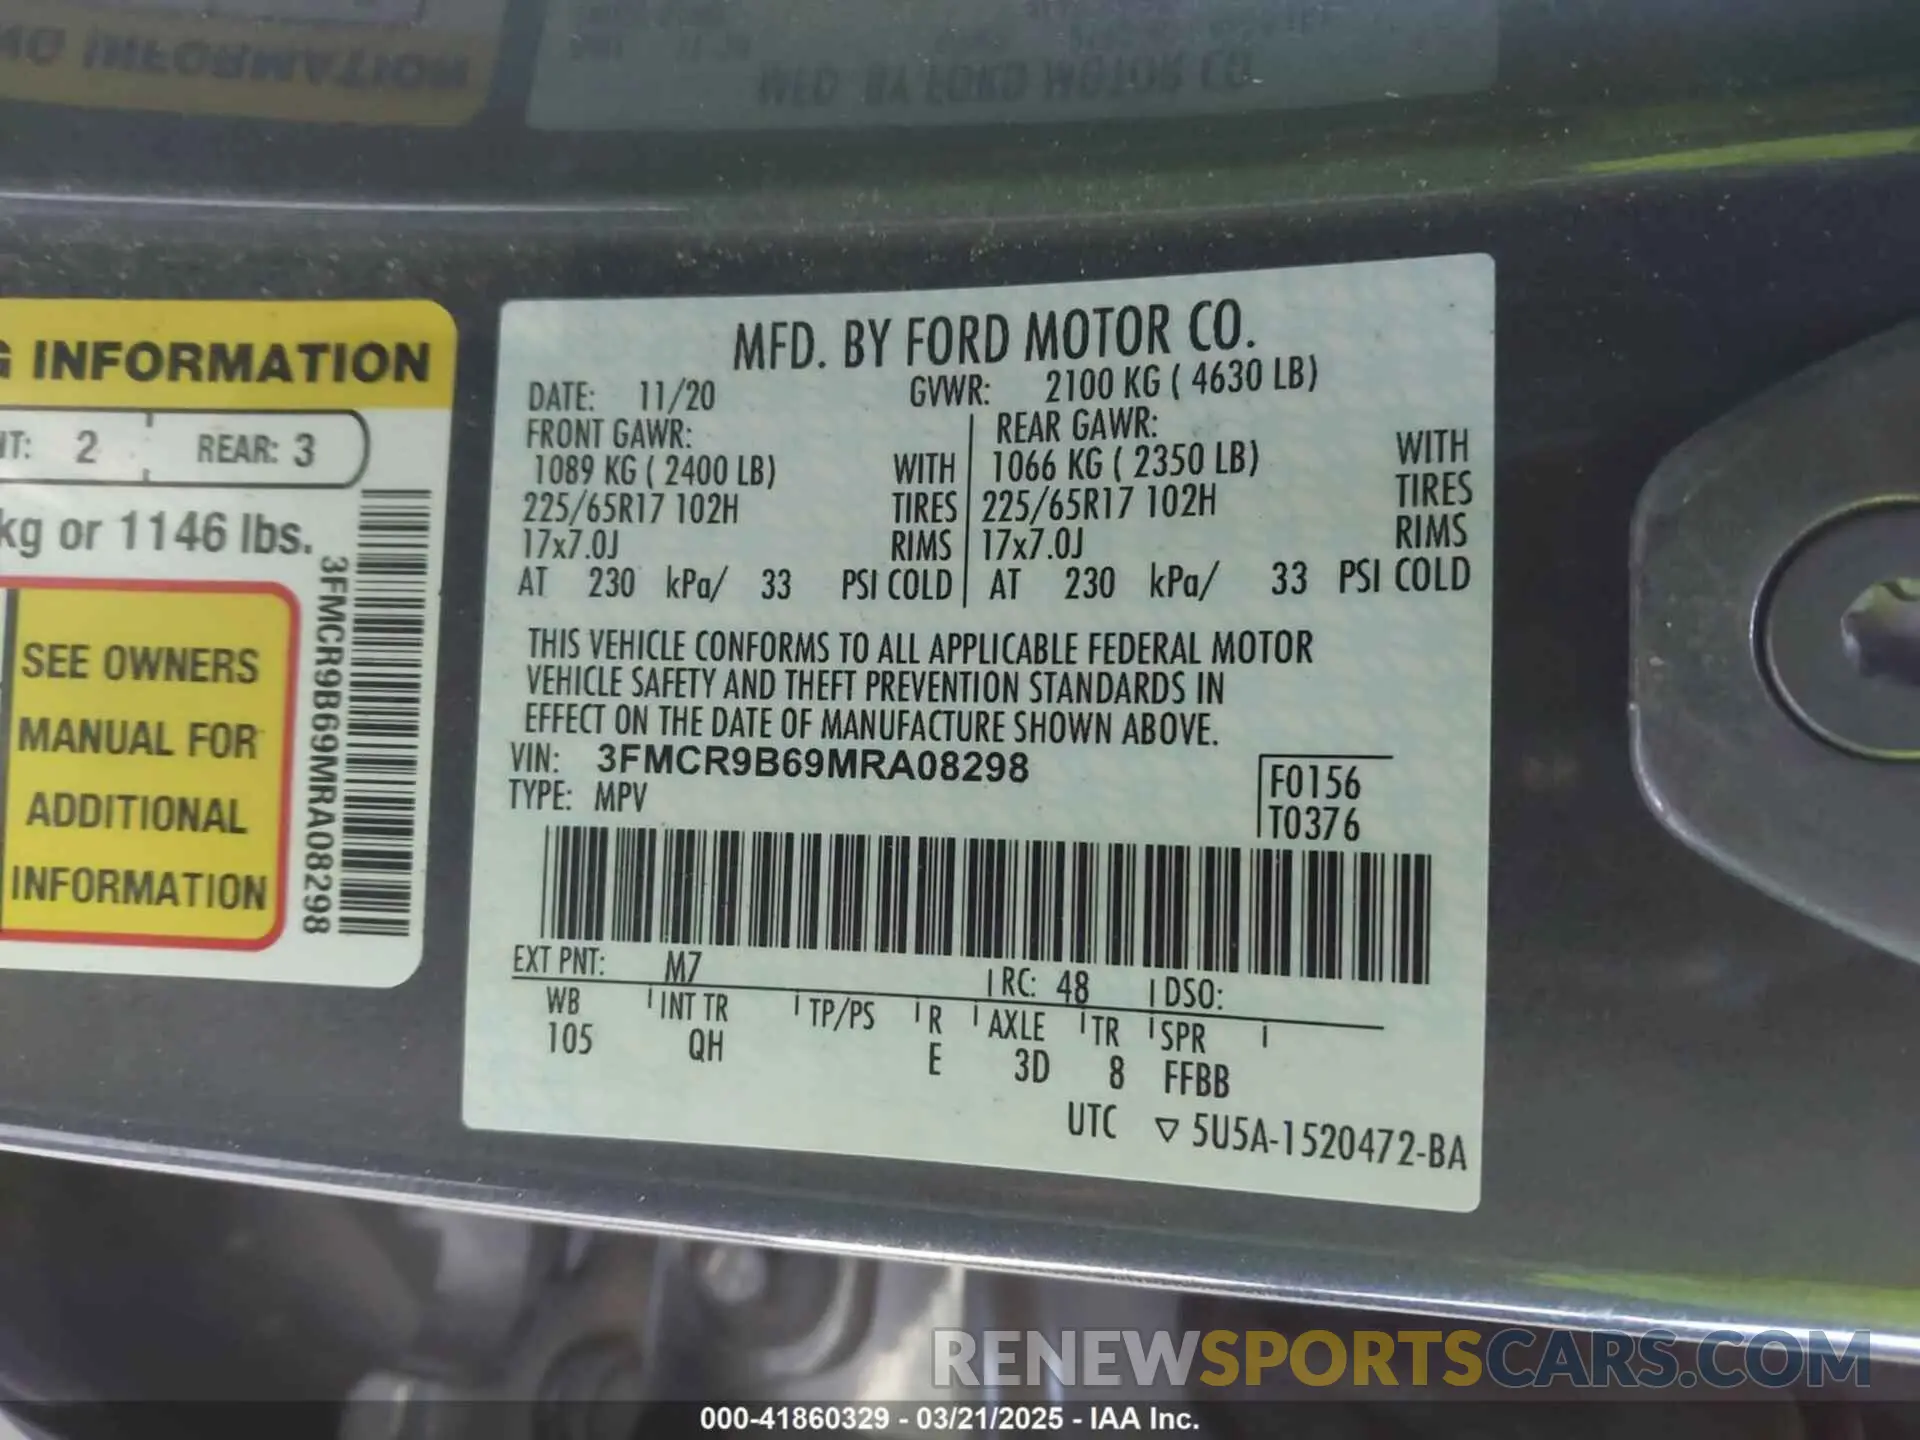 G INFORMATION
NT: 2 REAR: 3
kg or 1146 lbs.
SEE OWNERS
MANUAL FOR
ADDITIONAL
INFORMATION
3FMCR9B69MRA08298
MFD. BY FORD MOTOR CO.
DATE: 11/20 GVWR: 2100 KG ( 4630 LB)
FRONT GAWR: REAR GAWR:
1089 KG ( 2400 LB) WITH 1066 KG ( 2350 LB) WITH
225/65R17 102H TIRES 225/65R17 102H TIRES
17x7.0J RIMS 17x7.0J RIMS
AT 230 kPa/ 33 PSI COLD AT 230 kPa/ 33 PSI COLD
THIS VEHICLE CONFORMS TO ALL APPLICABLE FEDERAL MOTOR
VEHICLE SAFETY AND THEFT PREVENTION STANDARDS IN
EFFECT ON THE DATE OF MANUFACTURE SHOWN ABOVE.
VIN: 3FMCR9B69MRA08298
TYPE: MPV
F0156
T0376
EXT PNT: M7 RC: 48 DSO:
WB INT TR TP/PS R AXLE TR SPR
105 QH E 3D 8 FFBB
UTC ▽ 5U5A-1520472-BA
RENEWSPORTSCARS.COM
000-41860329 - 03/21/2025 - IAA Inc.